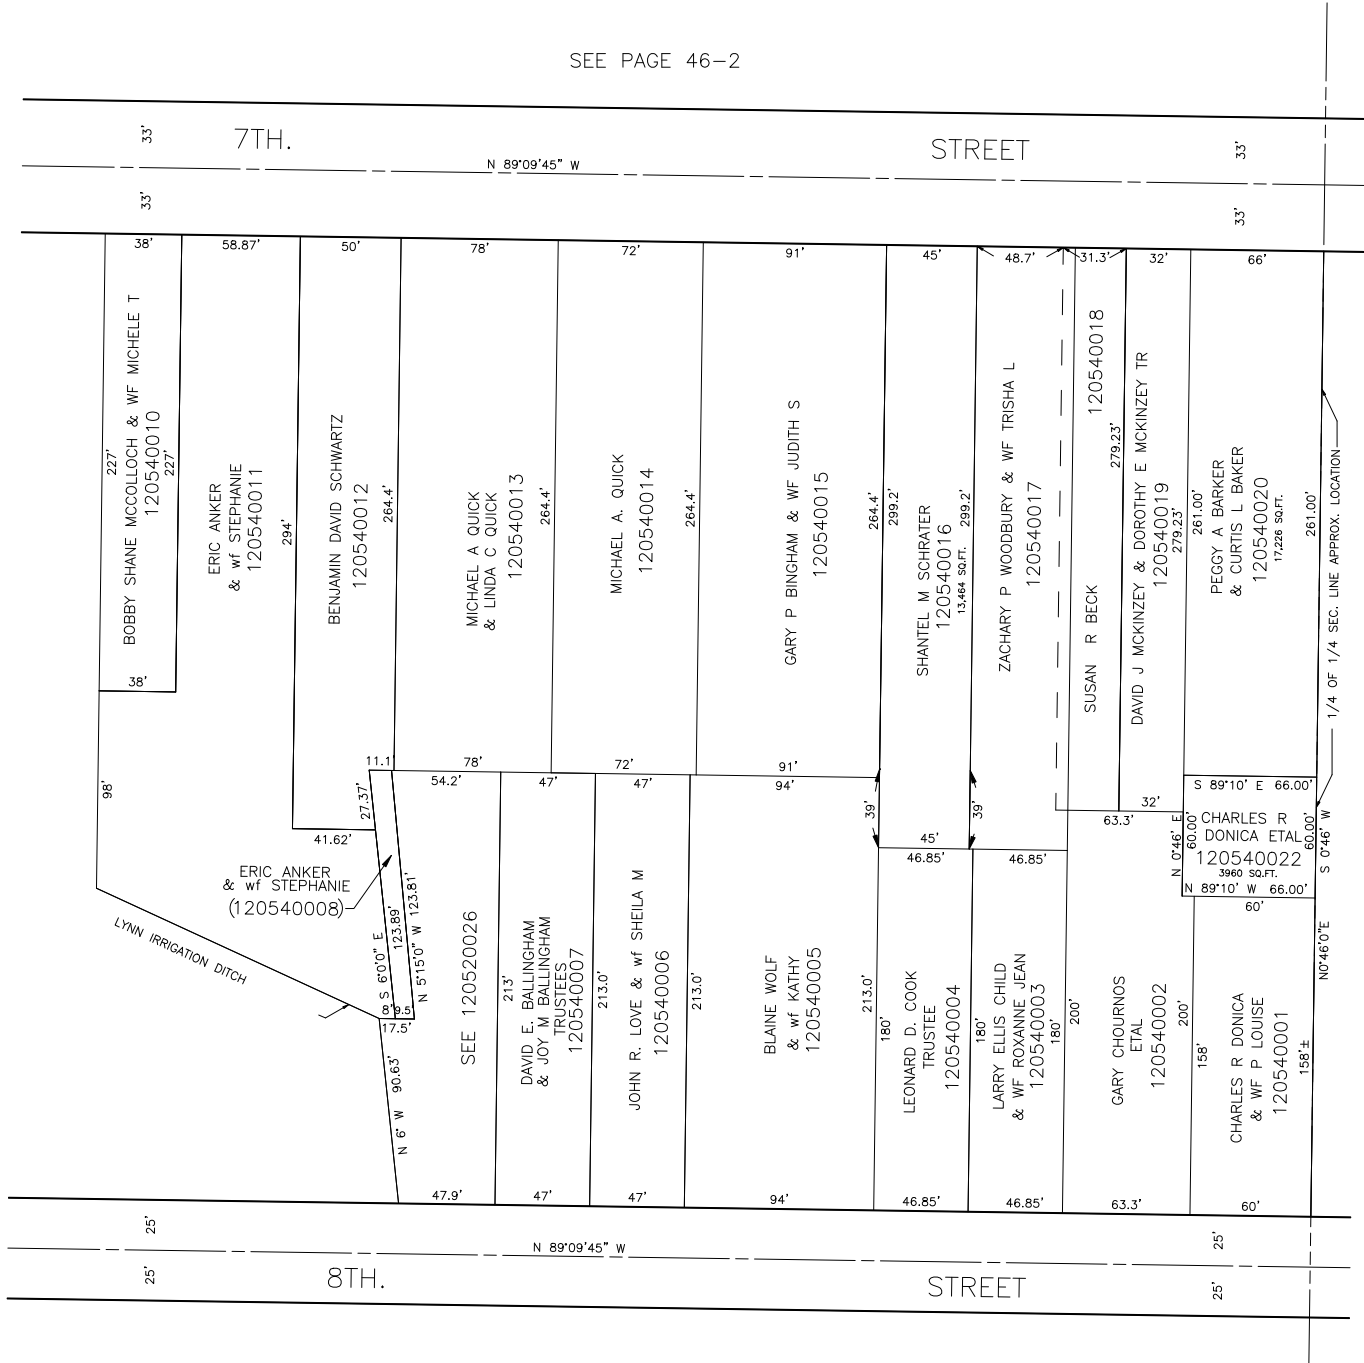 SEE PAGE 46-2
33'
7TH.
STREET
33'
N 89°09'45" W
33'
33'
38'
58.87'
50'
78'
72'
91'
45'
48.7'
31.3'
32'
66'
BOBBY SHANE MCCOLLOCH & WF MICHELE T
120540010
227'
227'
38'
98'
ERIC ANKER
& wf STEPHANIE
120540011
294'
BENJAMIN DAVID SCHWARTZ
120540012
264.4'
MICHAEL A QUICK
& LINDA C QUICK
120540013
264.4'
MICHAEL A. QUICK
120540014
264.4'
GARY P BINGHAM & WF JUDITH S
120540015
264.4'
299.2'
SHANTEL M SCHRATER
120540016
13,464 SQ.FT.
299.2'
ZACHARY P WOODBURY & WF TRISHA L
120540017
SUSAN R BECK
120540018
279.23'
DAVID J MCKINZEY & DOROTHY E MCKINZEY TR
120540019
279.23'
261.00'
PEGGY A BARKER
& CURTIS L BAKER
120540020
17,226 SQ.FT.
261.00'
1/4 OF 1/4 SEC. LINE APPROX. LOCATION
11.1'
78'
72'
91'
54.2'
47'
47'
94'
27.37'
41.62'
39'
39'
45'
46.85'
46.85'
32'
63.3'
S 89°10' E 66.00'
N 0°46' E
60.00'
CHARLES R
DONICA ETAL
120540022
3960 SQ.FT.
60.00'
S 0°46' W
N 89°10' W 66.00'
60'
N0°46'0"E
ERIC ANKER
& wf STEPHANIE
(120540008)
LYNN IRRIGATION DITCH
S 6°0'0" E
123.89'
N 5°15'0" W 123.81'
8'
9.5'
17.5'
N 6° W 90.63'
SEE 120520026
213'
DAVID E. BALLINGHAM
& JOY M BALLINGHAM
TRUSTEES
120540007
213.0'
JOHN R. LOVE & wf SHEILA M
120540006
213.0'
BLAINE WOLF
& wf KATHY
120540005
213.0'
180'
LEONARD D. COOK
TRUSTEE
120540004
180'
LARRY ELLIS CHILD
& WF ROXANNE JEAN
120540003
180'
200'
GARY CHOURNOS
ETAL
120540002
200'
158'
CHARLES R DONICA
& WF P LOUISE
120540001
158'±
47.9'
47'
47'
94'
46.85'
46.85'
63.3'
60'
25'
N 89°09'45" W
25'
25'
8TH.
STREET
25'